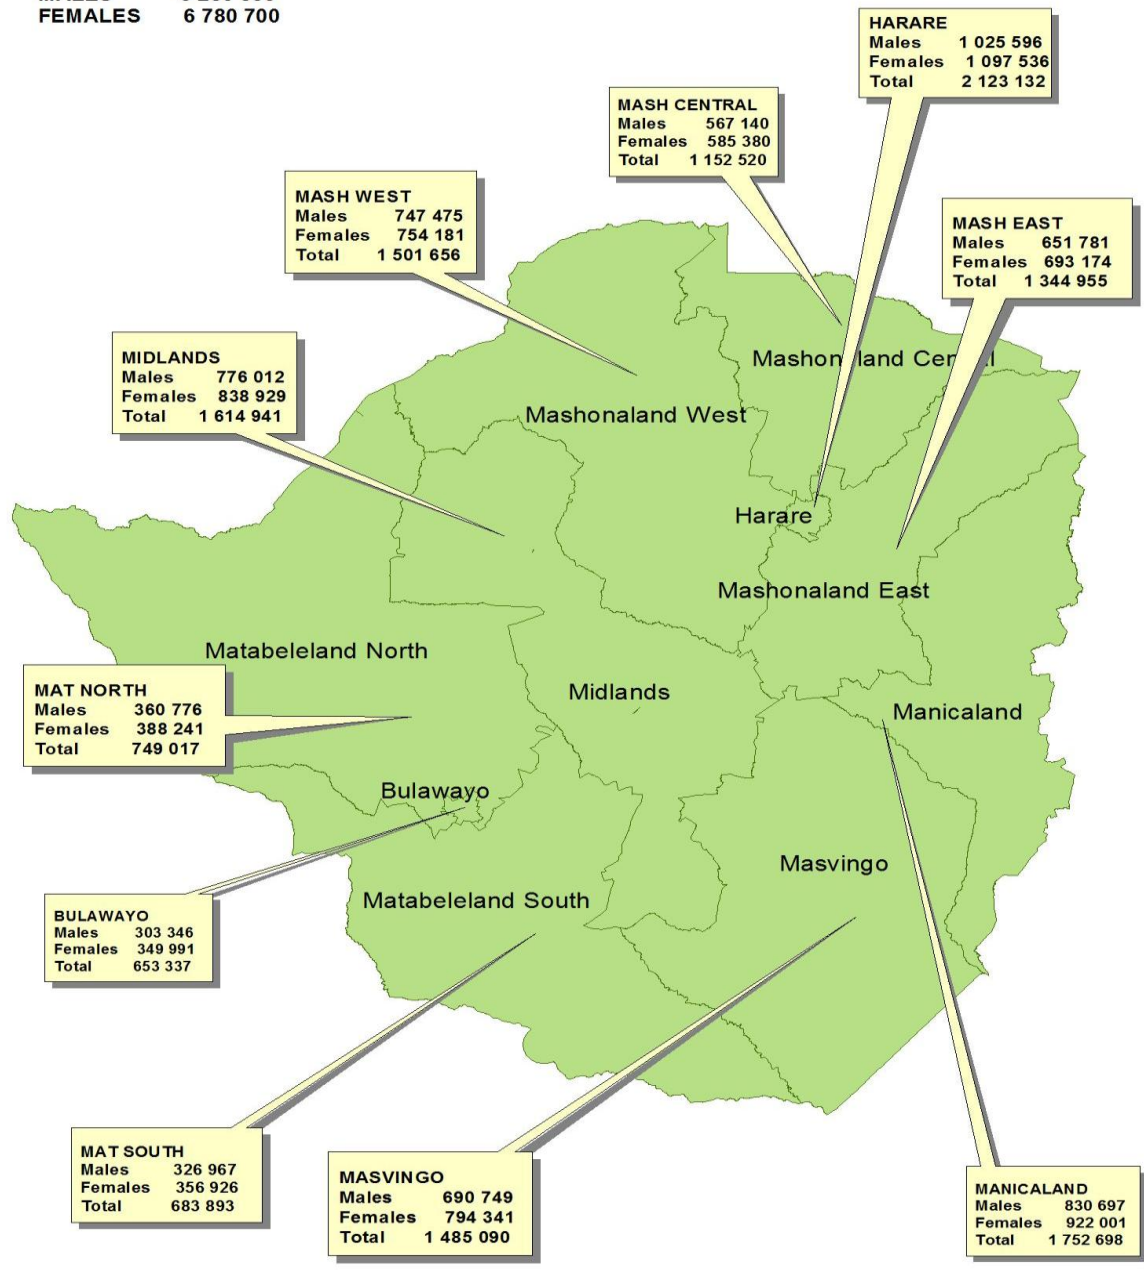 FEMALES 6 780 700
HARARE
Males 1 025 596
Females 1 097 536
Total 2 123 132
MASH CENTRAL
Males 567 140
Females 585 380
Total 1 152 520
MASH WEST
Males 747 475
Females 754 181
Total 1 501 656
MASH EAST
Males 651 781
Females 693 174
Total 1 344 955
MIDLANDS
Males 776 012
Females 838 929
Total 1 614 941
Mashonaland Central
Mashonaland West
Harare
Mashonaland East
Matabeleland North
Midlands
Manicaland
MAT NORTH
Males 360 776
Females 388 241
Total 749 017
Bulawayo
Masvingo
Matabeleland South
BULAWAYO
Males 303 346
Females 349 991
Total 653 337
MAT SOUTH
Males 326 967
Females 356 926
Total 683 893
MASVINGO
Males 690 749
Females 794 341
Total 1 485 090
MANICALAND
Males 830 697
Females 922 001
Total 1 752 698